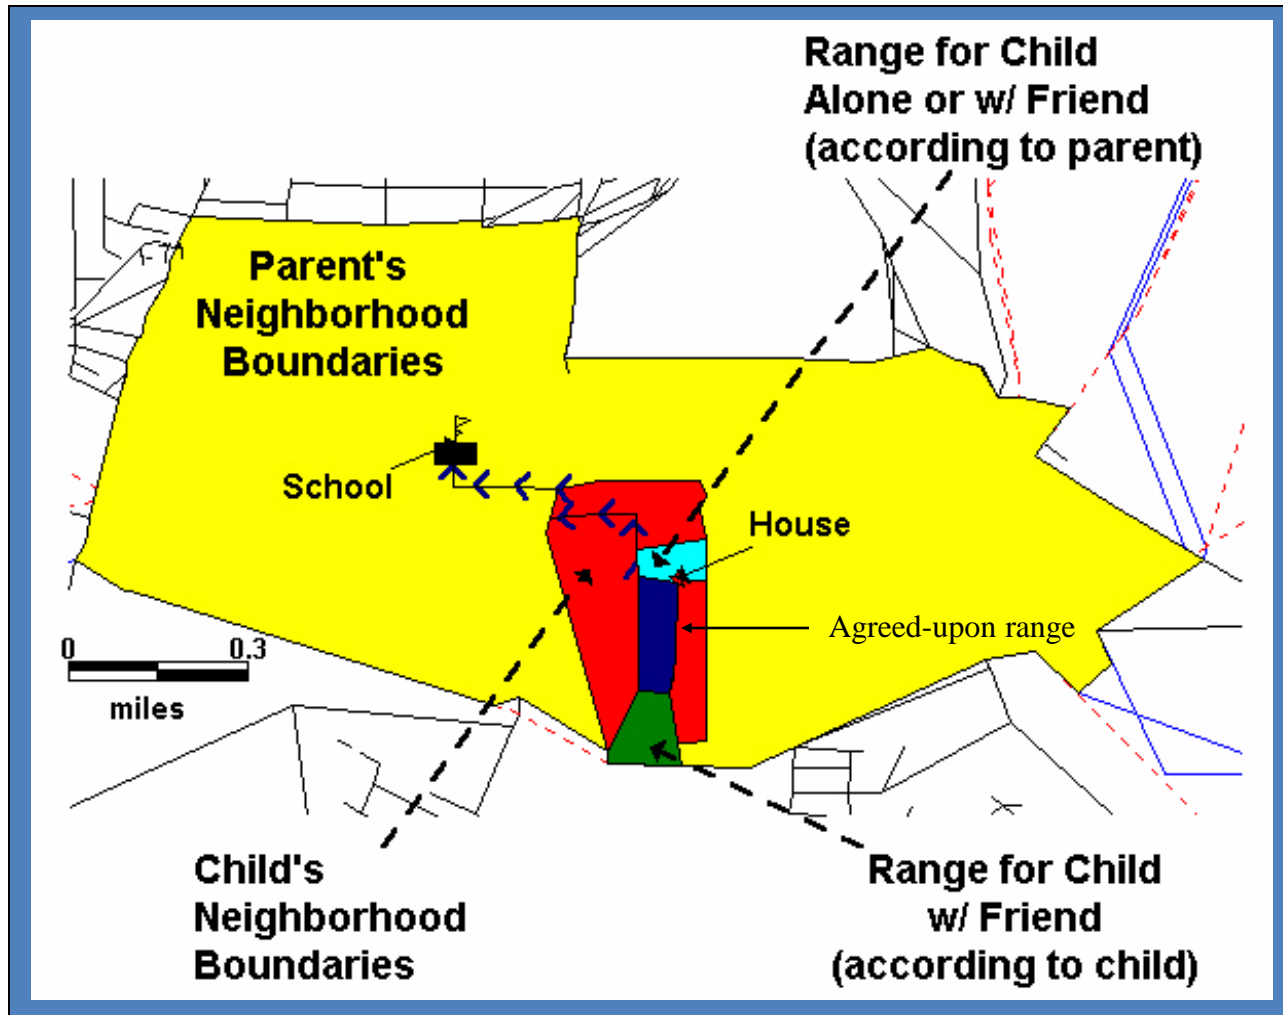 Range for Child
Alone or w/ Friend
(according to parent)
Parent's
Neighborhood
Boundaries
School
House
Agreed-upon range
0 0.3
miles
Child's
Neighborhood
Boundaries
Range for Child
w/ Friend
(according to child)